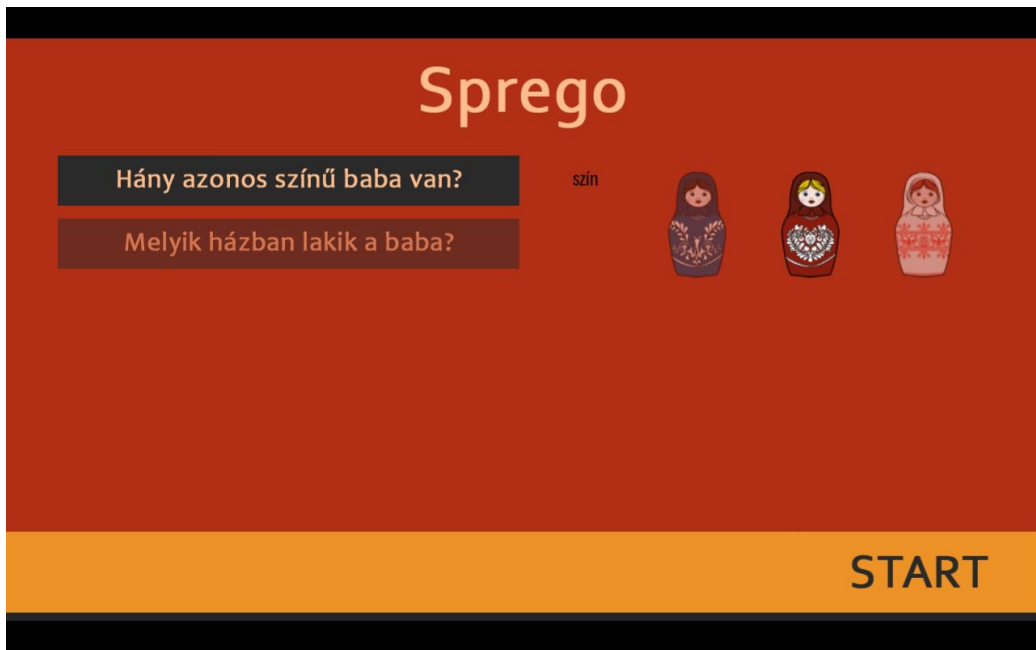 Sprego
Hány azonos színű baba van?
szín
Melyik házban lakik a baba?
START